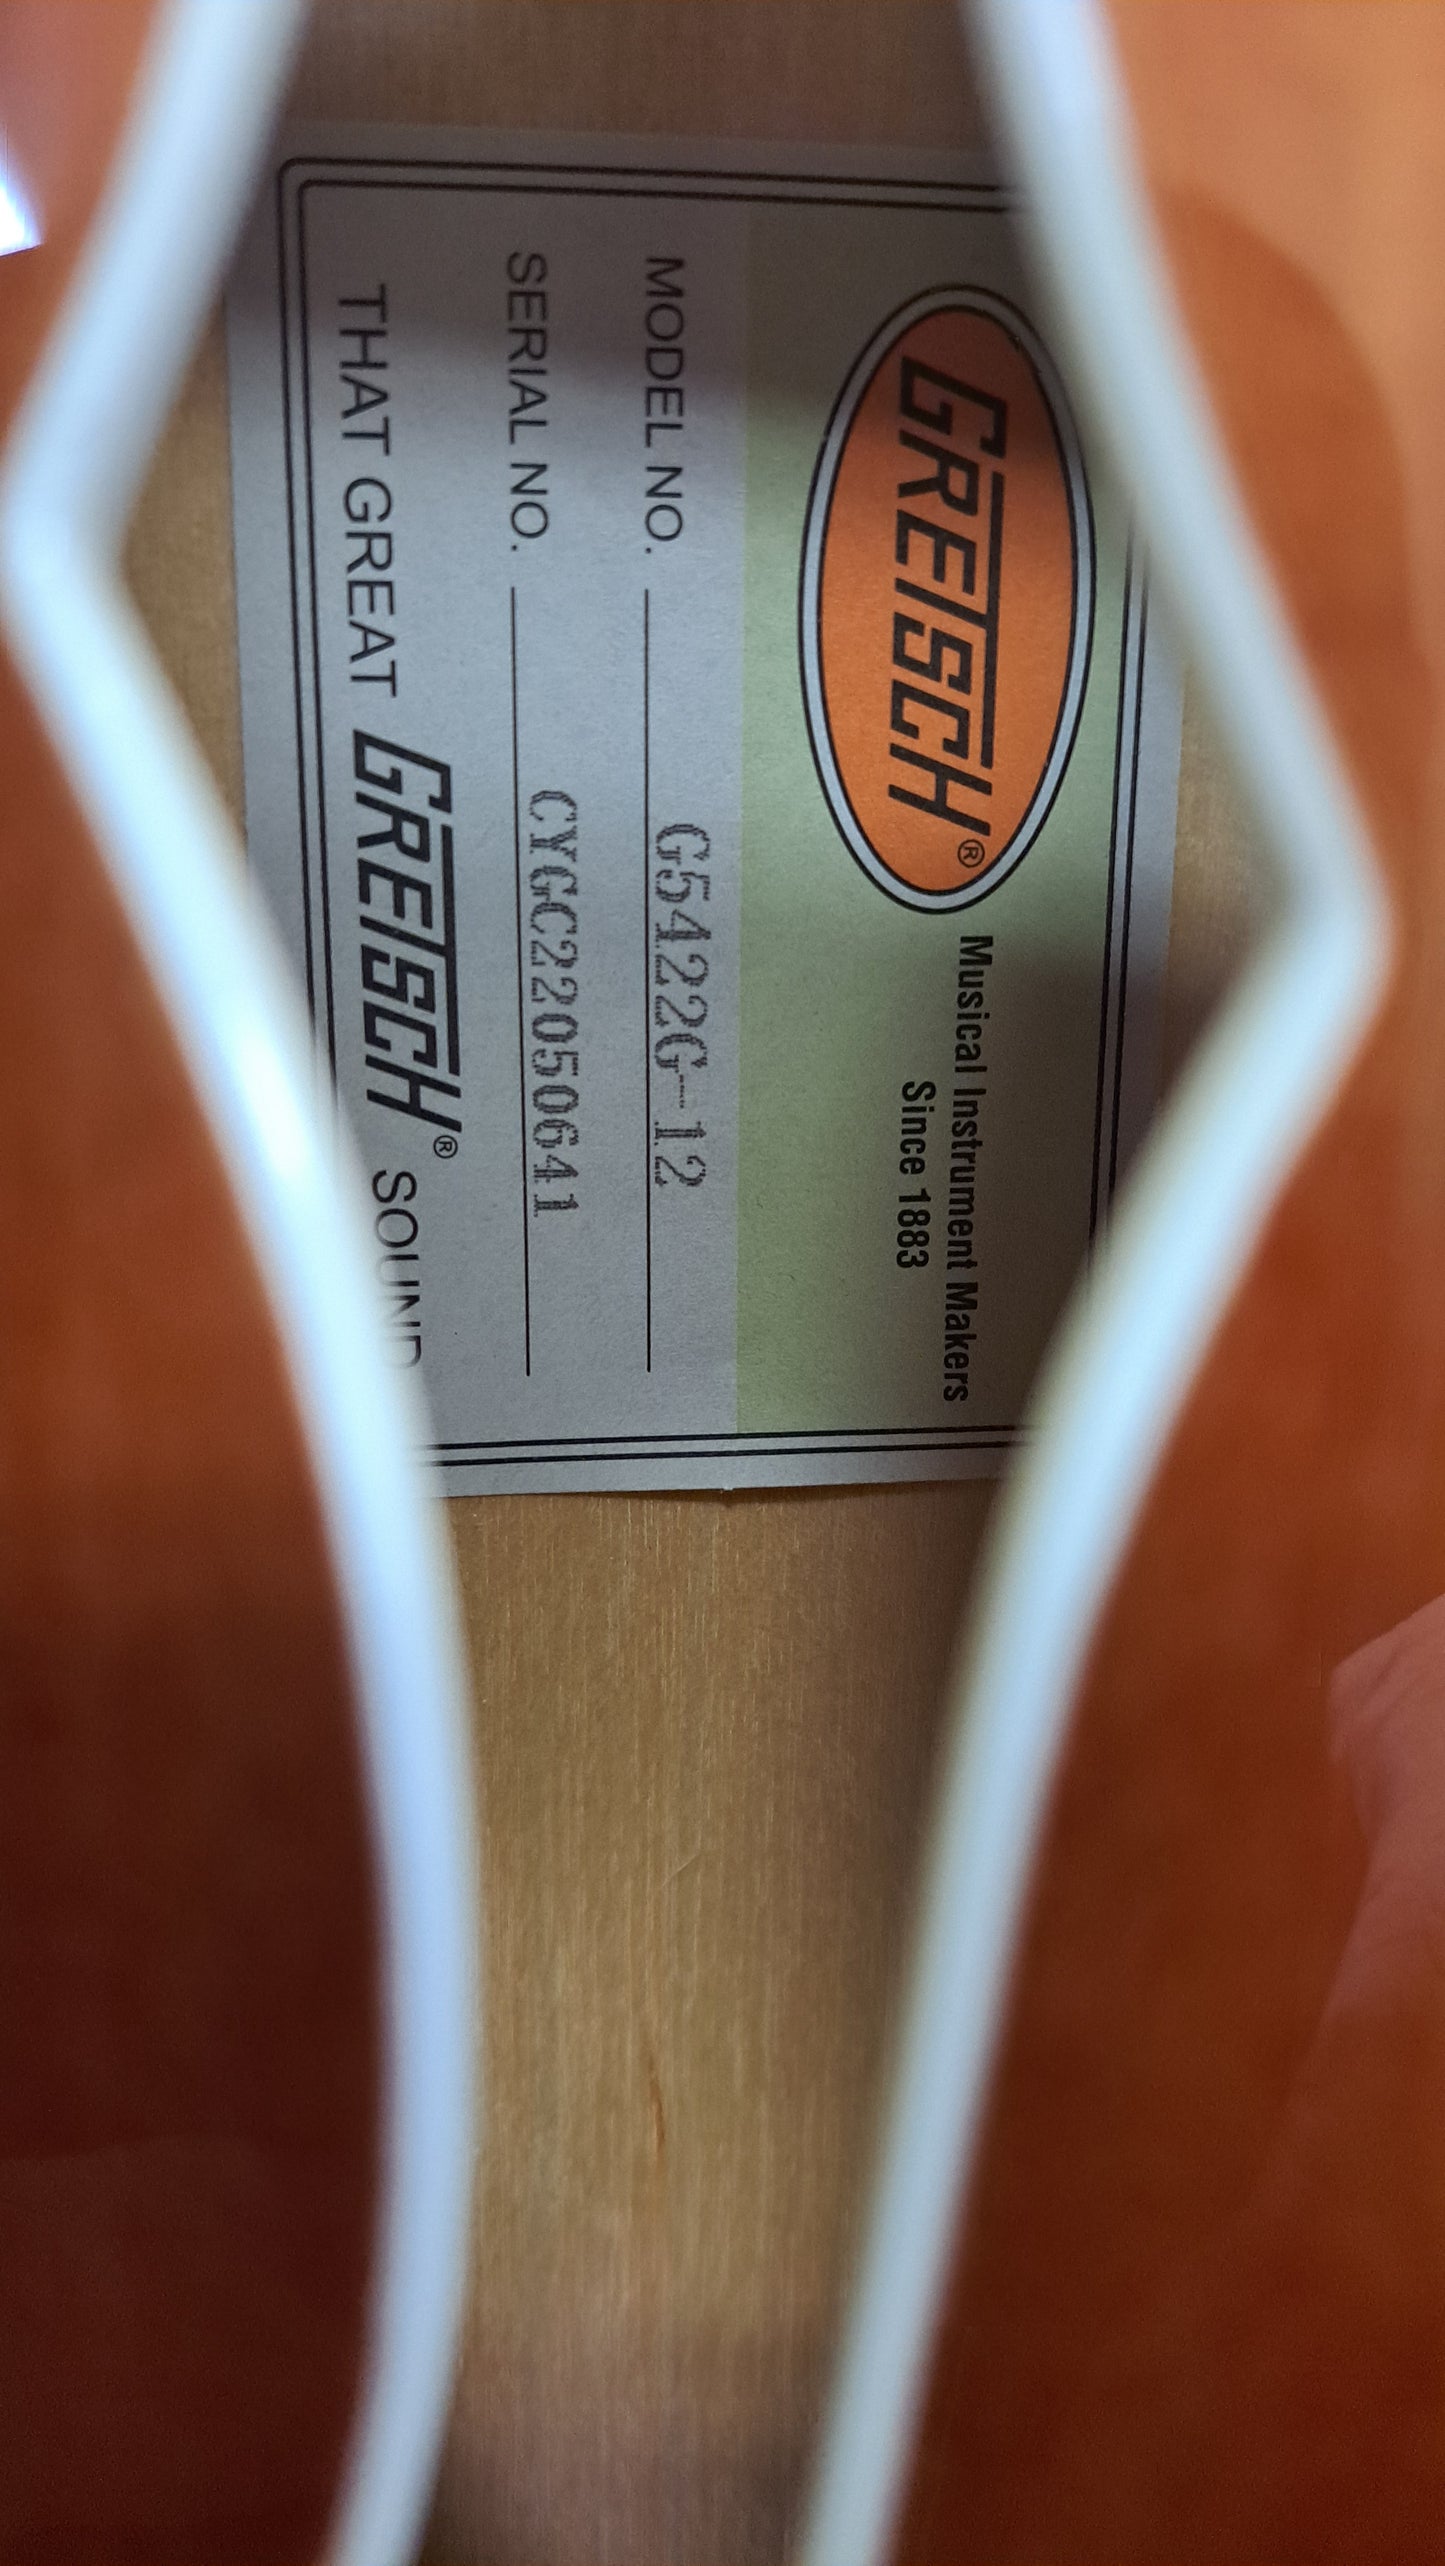 GRETSCH®
Musical Instrument Makers
Since 1883
MODEL NO. G5422G-12
SERIAL NO. CYGC22050641
THAT GREAT GRETSCH® SOUND